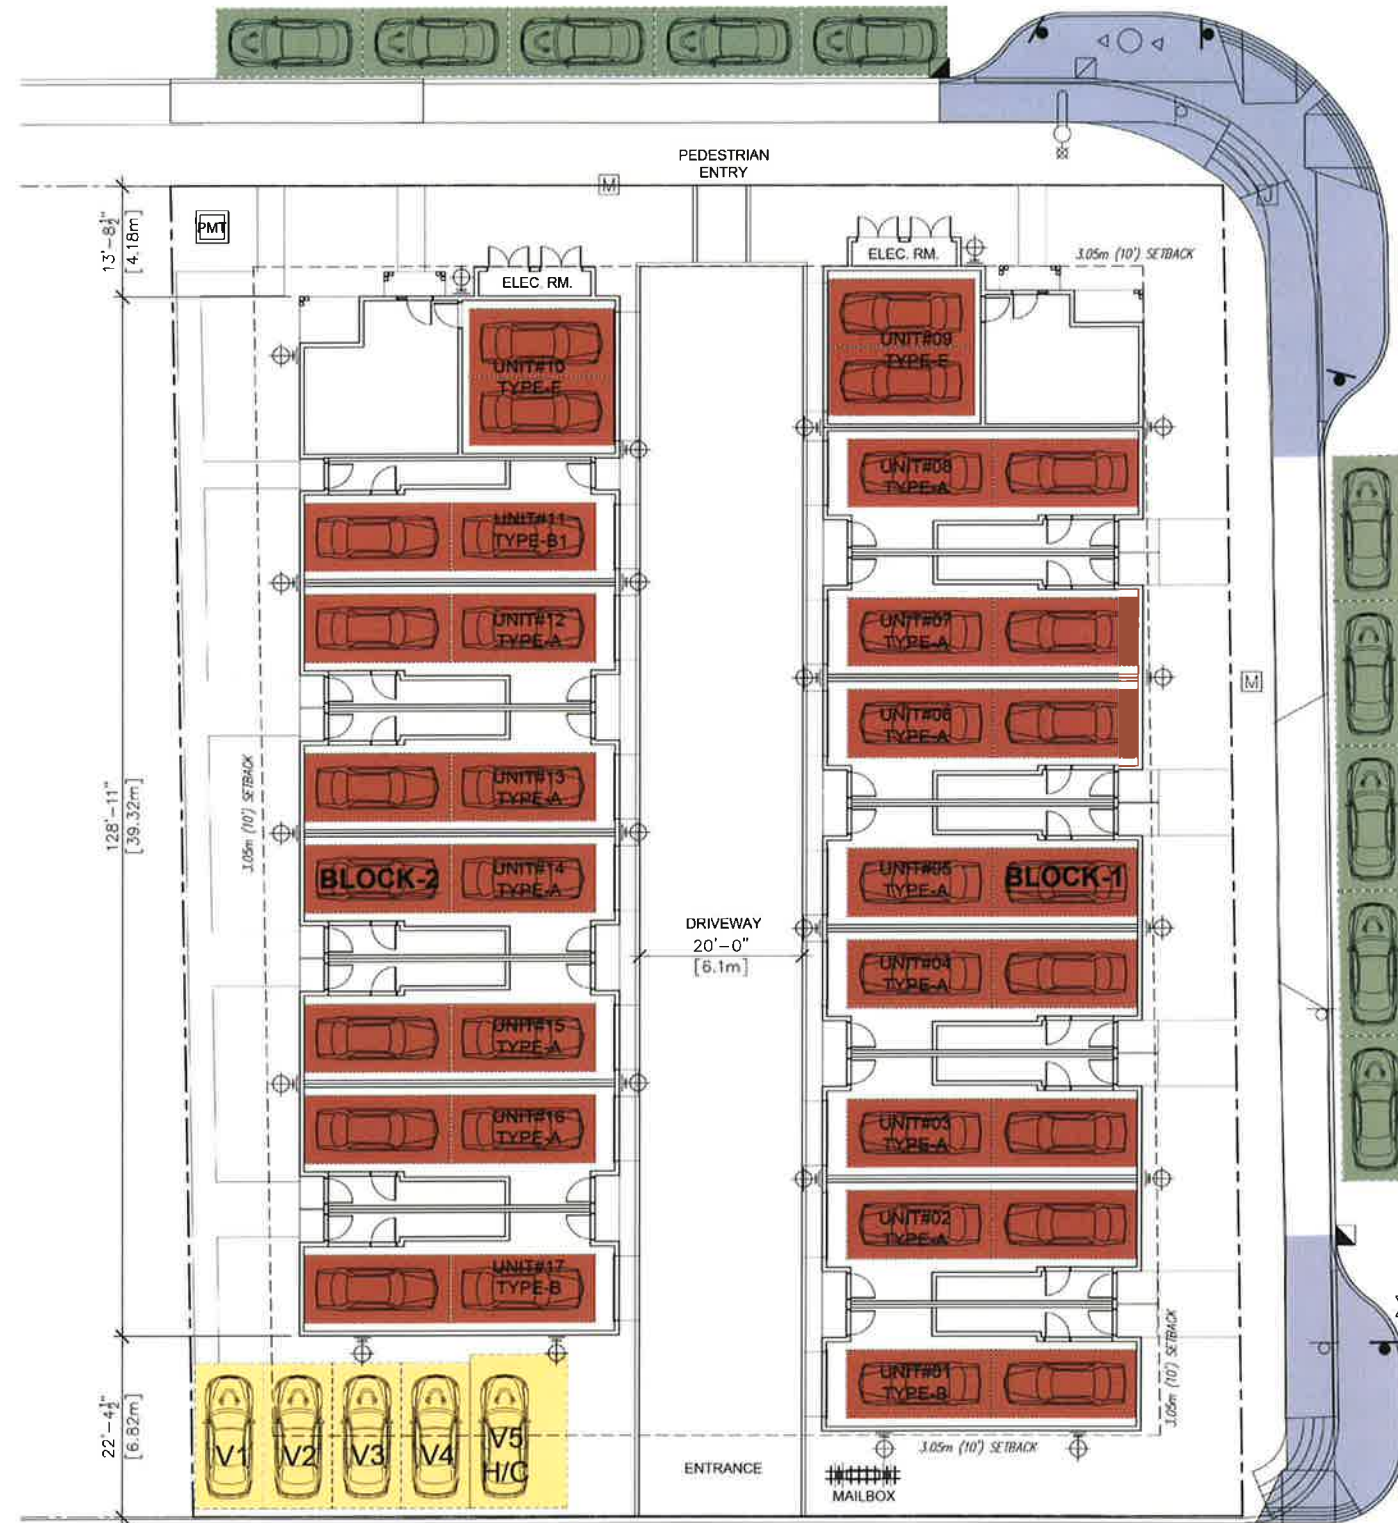 PEDESTRIAN
ENTRY
M
PMT
13'-8½"
[4.18m]
ELEC. RM.
ELEC. RM.
3.05m (10') SETBACK
UNIT#10
TYPE-E
UNIT#09
TYPE-E
UNIT#08
TYPE-A
UNIT#11
TYPE-B1
UNIT#12
TYPE-A
UNIT#07
TYPE-A
M
UNIT#06
TYPE-A
UNIT#13
TYPE-A
3.05m (10') SETBACK
128'-11"
[39.32m]
BLOCK-2
UNIT#14
TYPE-A
UNIT#05
TYPE-A
BLOCK-1
DRIVEWAY
20'-0"
[6.1m]
UNIT#04
TYPE-A
UNIT#15
TYPE-A
UNIT#16
TYPE-A
UNIT#03
TYPE-A
UNIT#02
TYPE-A
UNIT#17
TYPE-B
UNIT#01
TYPE-B
3.05m (10') SETBACK
22'-4½"
[6.82m]
V1
V2
V3
V4
V5
H/C
3.05m (10') SETBACK
ENTRANCE
MAILBOX